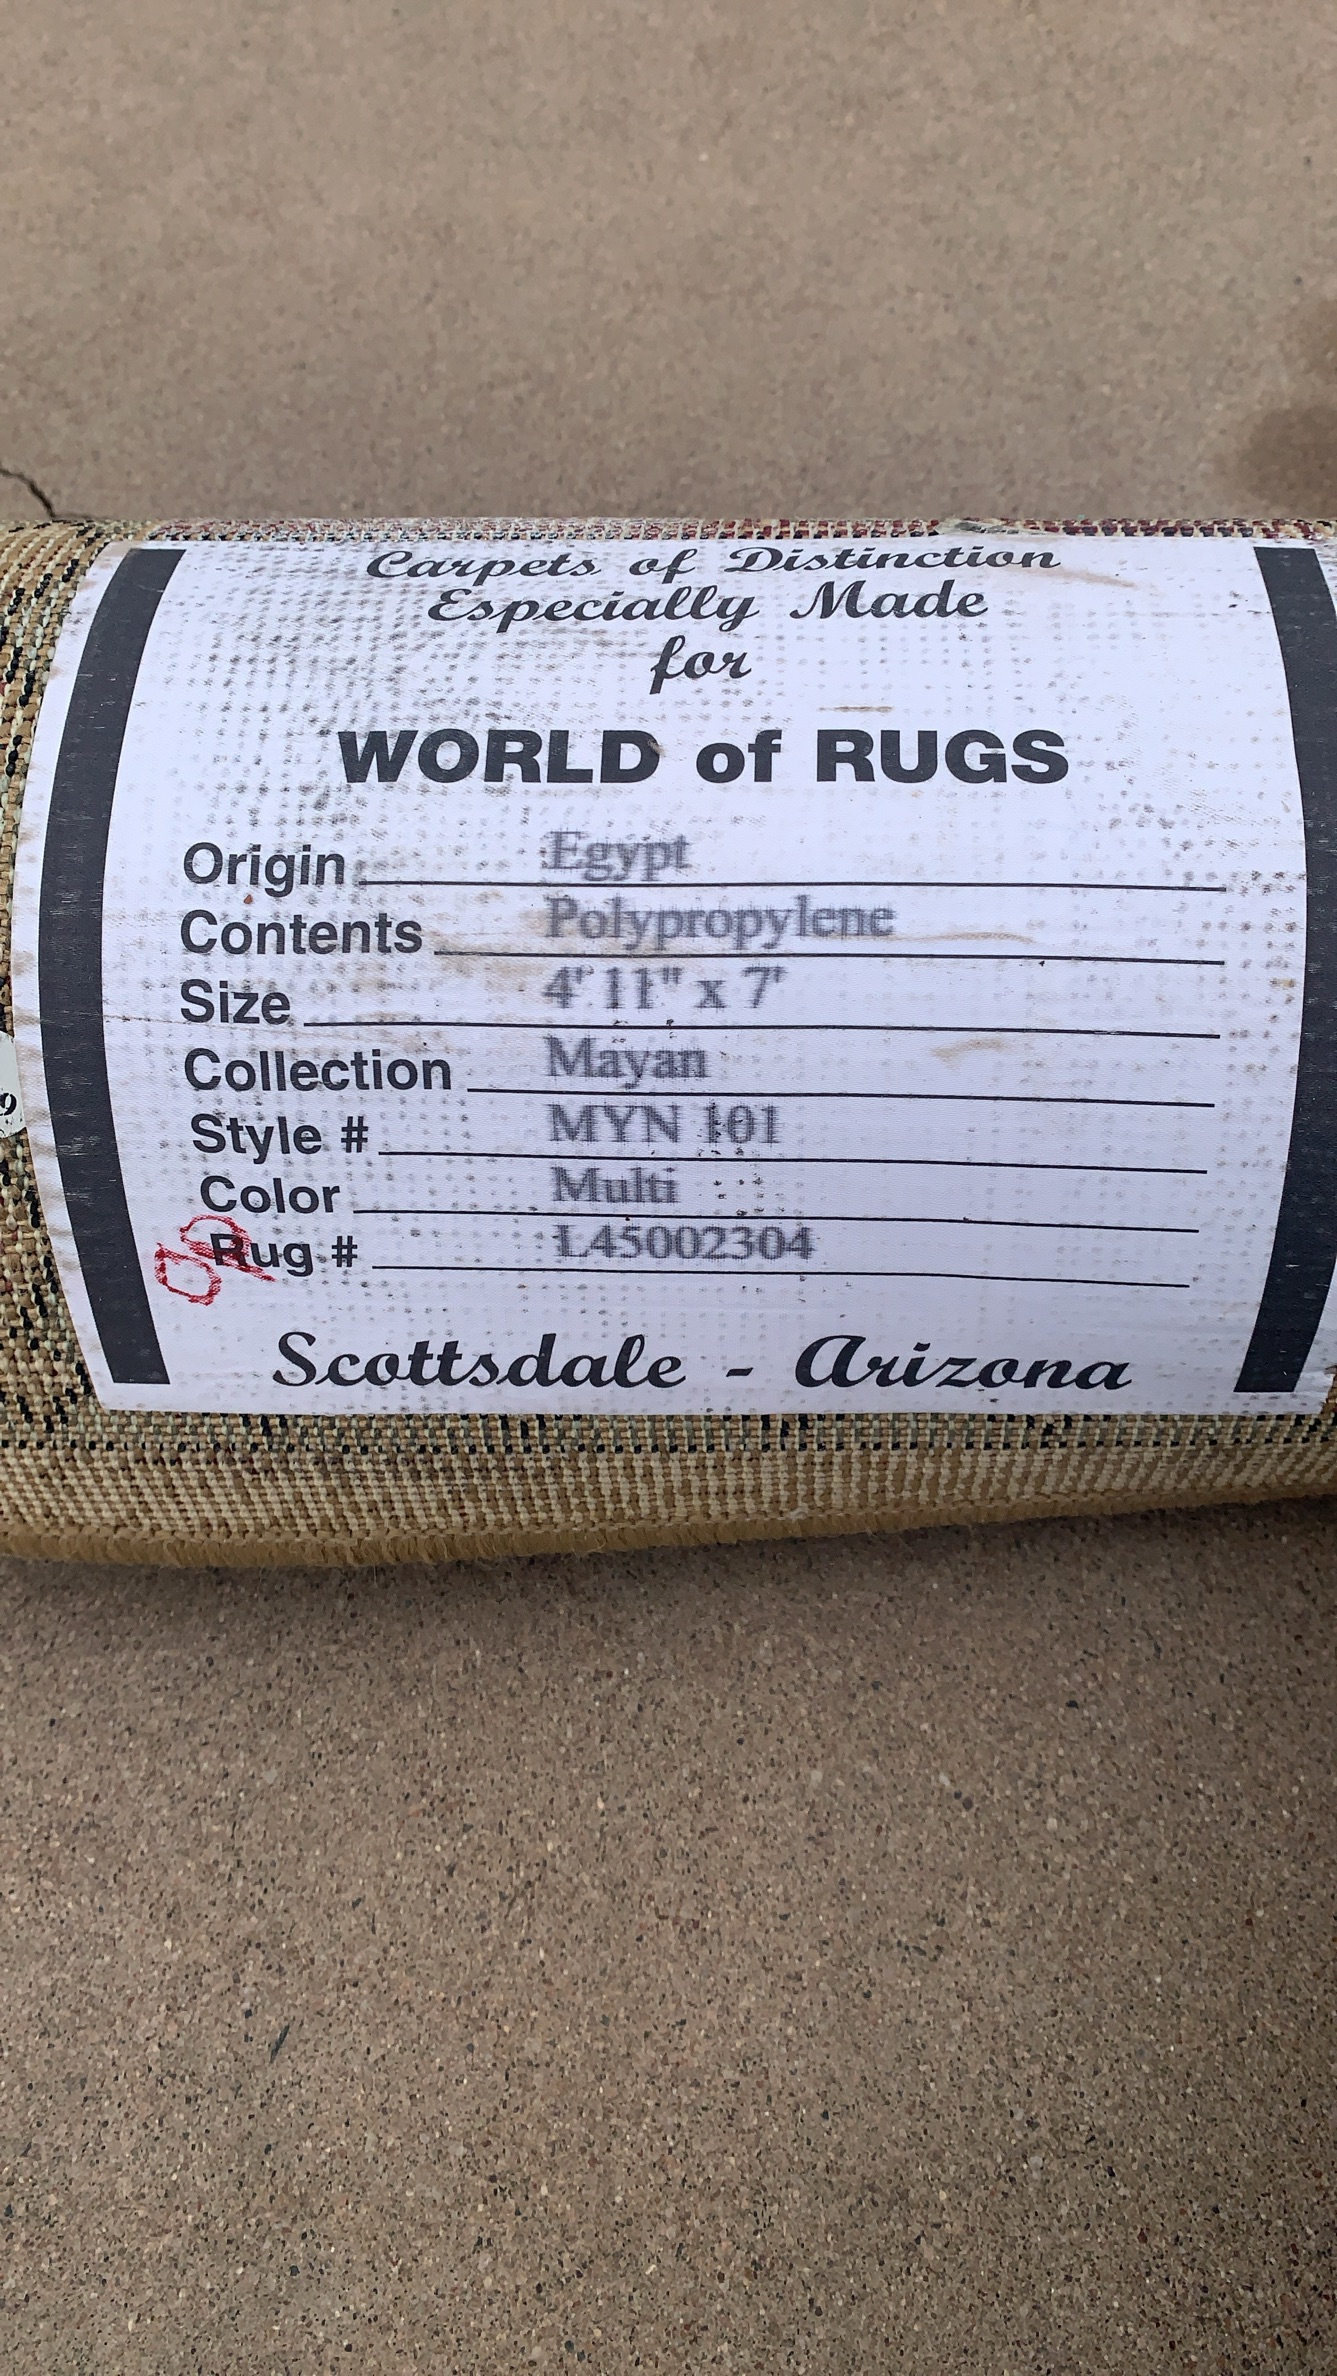 Carpets of Distinction
Especially Made
for
WORLD of RUGS
Origin Egypt
Contents Polypropylene
Size 4' 11" x 7'
Collection Mayan
Style # MYN 101
Color Multi
Rug # L45002304
Scottsdale - Arizona
9